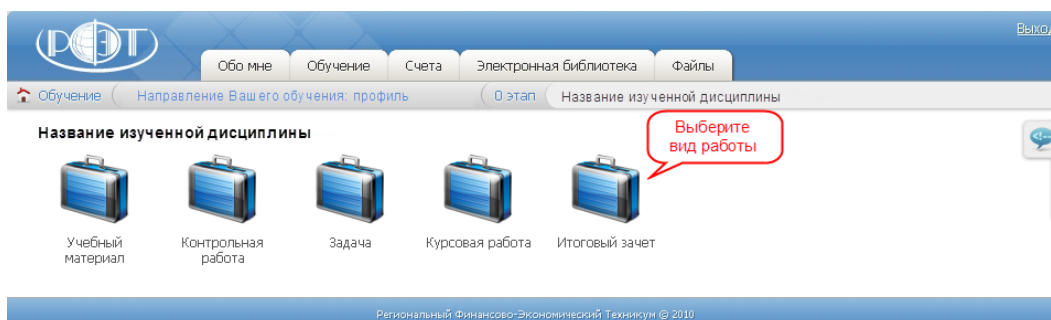 РФЭТ
Выход
Обо мне Обучение Счета Электронная библиотека Файлы
Обучение Направление Вашего обучения: профиль 0 этап Название изученной дисциплины
Название изученной дисциплины
Выберите
вид работы
Учебный
материал
Контрольная
работа
Задача
Курсовая работа
Итоговый зачет
Региональный Финансово-Экономический Техникум © 2010